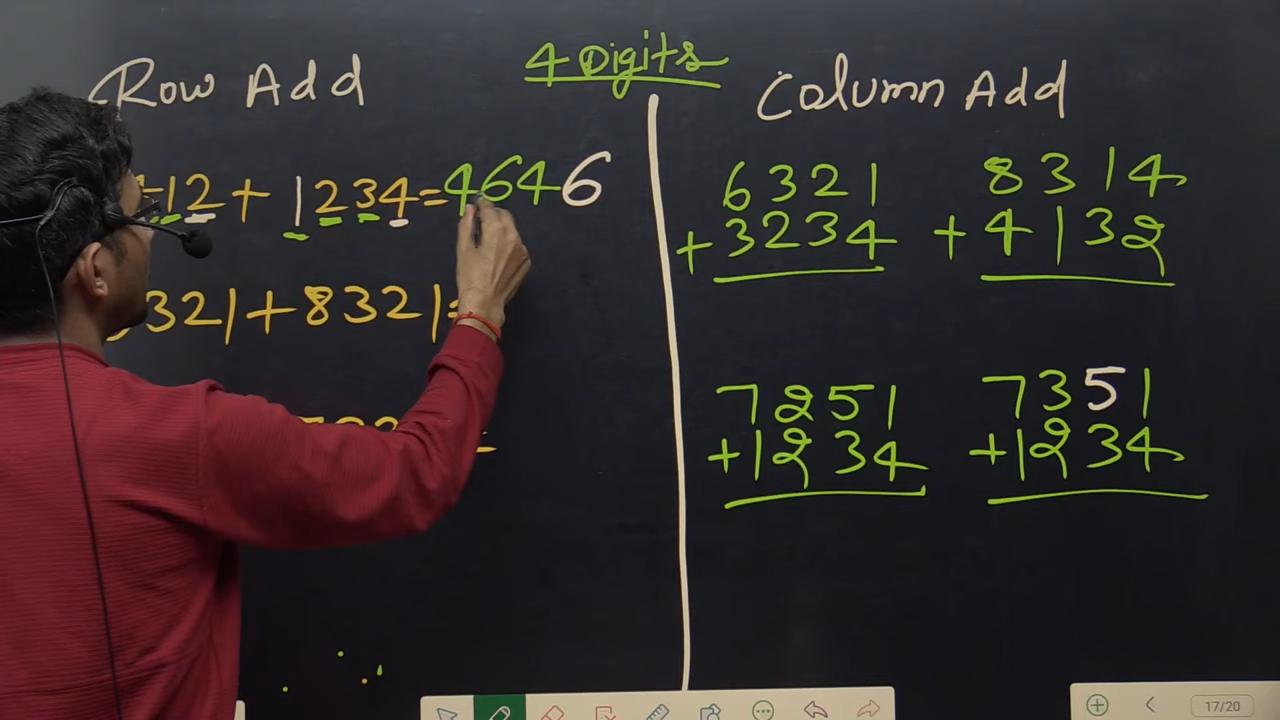 4 Digits
Row Add
12 + 1234 = 4646
321 + 8321 =
Column Add
6321
+ 3234
8314
+ 4132
7251
+ 1234
7351
+ 1234
17/20